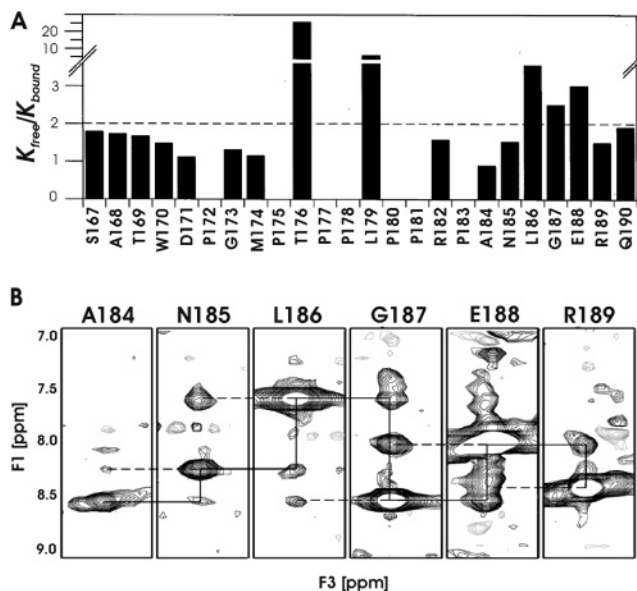 A
K_free/K_bound
30
10
3
2
1
0
S167 A168 T169 W170 D171 P172 G173 M174 P175 T176 P177 P178 L179 P180 P181 R182 P183 A184 N185 L186 G187 E188 R189 Q190
B
A184 N185 L186 G187 E188 R189
7.0
7.5
8.0
8.5
9.0
F1 [ppm]
F3 [ppm]